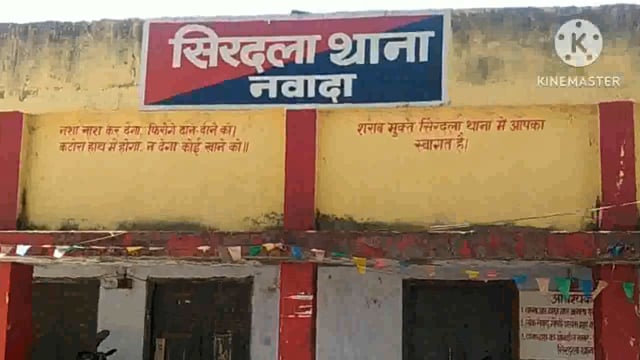 सिरदला थाना
नवादा
KINEMASTER
नशा नाश कर देगा, फिरोगे दाने-दाने को।
कटोरा हाथ में होगा, न देगा कोई खाने को॥
शराब मुक्त सिरदला थाना में आपका
स्वागत है।